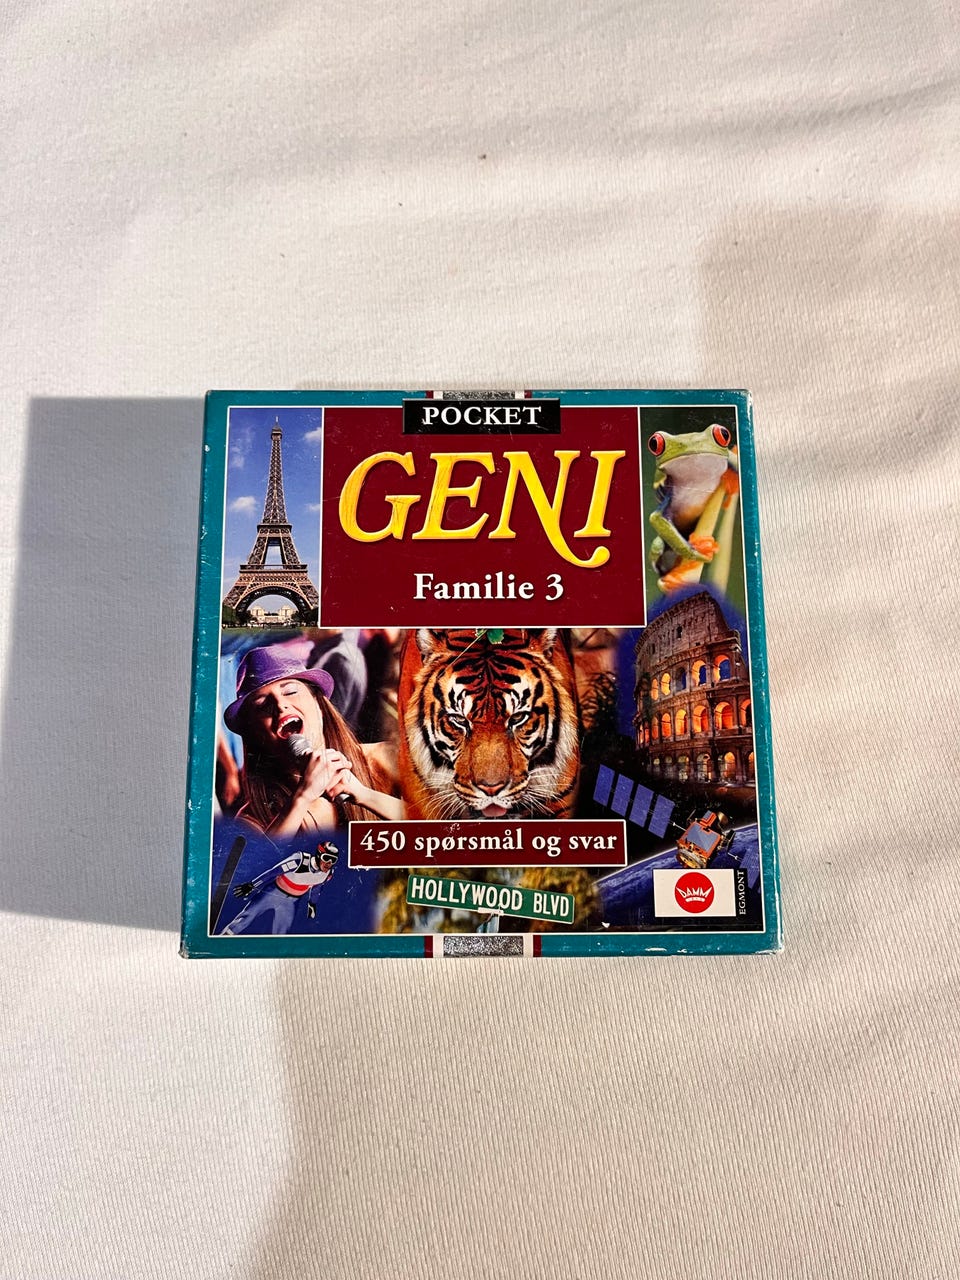 POCKET
GENI
Familie 3
450 spørsmål og svar
HOLLYWOOD BLVD
DAMM
EGMONT